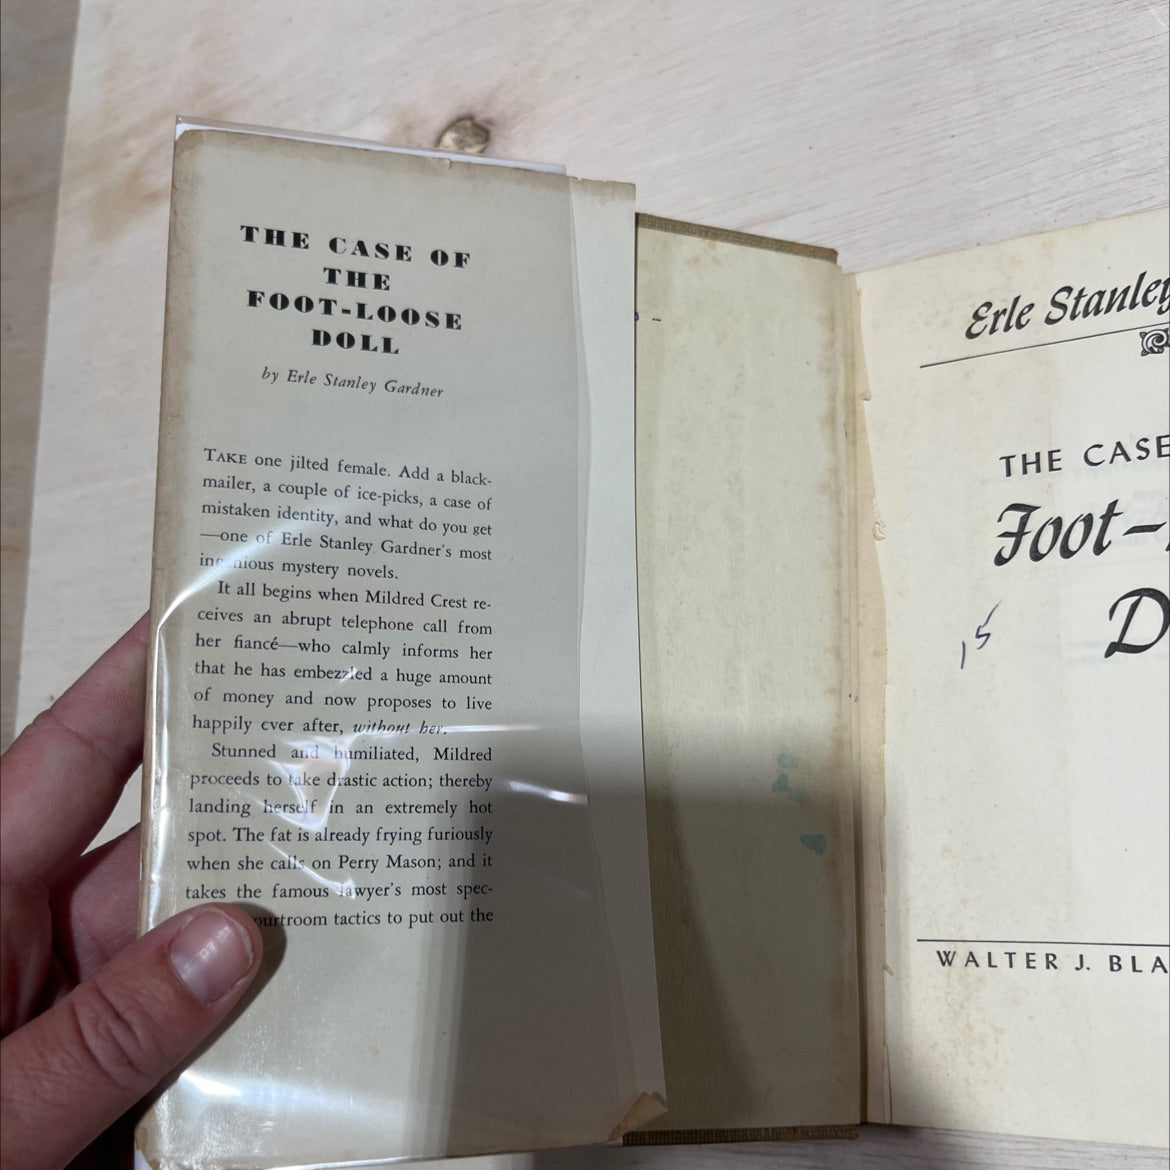 THE CASE OF
THE
FOOT-LOOSE
DOLL
by Erle Stanley Gardner
TAKE one jilted female. Add a black-
mailer, a couple of ice-picks, a case of
mistaken identity, and what do you get
—one of Erle Stanley Gardner's most
ingenious mystery novels.
It all begins when Mildred Crest re-
ceives an abrupt telephone call from
her fiancé—who calmly informs her
that he has embezzled a huge amount
of money and now proposes to live
happily ever after, without her.
Stunned and humiliated, Mildred
proceeds to take drastic action; thereby
landing herself in an extremely hot
spot. The fat is already frying furiously
when she calls on Perry Mason; and it
takes the famous lawyer's most spec-
courtroom tactics to put out the
Erle Stanley
THE CASE
Foot-
D
15
WALTER J. BLA